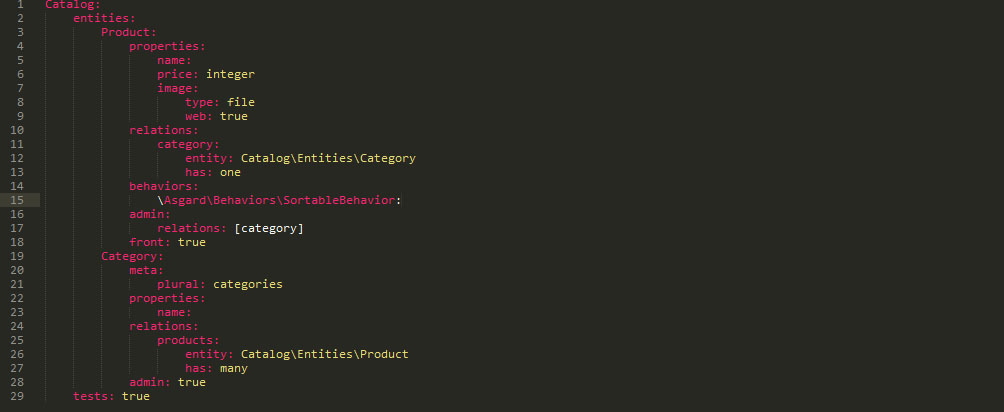 1 Catalog:
2 entities:
3 Product:
4 properties:
5 name:
6 price: integer
7 image:
8 type: file
9 web: true
10 relations:
11 category:
12 entity: Catalog\Entities\Category
13 has: one
14 behaviors:
15 \Asgard\Behaviors\SortableBehavior:
16 admin:
17 relations: [category]
18 front: true
19 Category:
20 meta:
21 plural: categories
22 properties:
23 name:
24 relations:
25 products:
26 entity: Catalog\Entities\Product
27 has: many
28 admin: true
29 tests: true